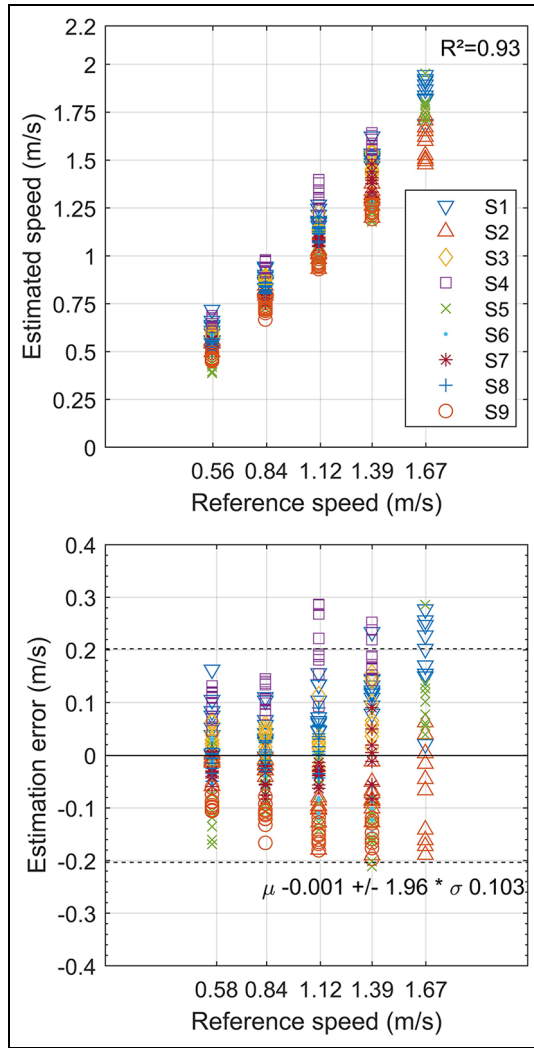 2.2
R²=0.93
2
1.75
1.5
1.25
1
0.75
0.5
0.25
0
Estimated speed (m/s)
S1
S2
S3
S4
S5
S6
S7
S8
S9
0.56 0.84 1.12 1.39 1.67
Reference speed (m/s)
0.4
0.3
0.2
0.1
0
-0.1
-0.2
-0.3
-0.4
Estimation error (m/s)
μ -0.001 +/- 1.96 * σ 0.103
0.58 0.84 1.12 1.39 1.67
Reference speed (m/s)